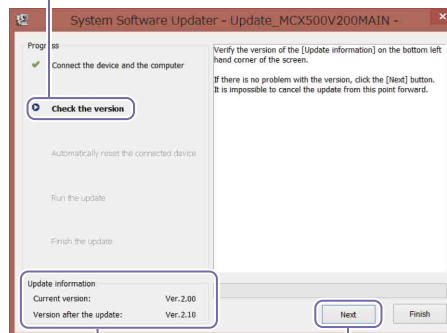 System Software Updater - Update_MCX500V200MAIN -
Progress
Connect the device and the computer
Check the version
Automatically reset the connected device
Run the update
Finish the update
Verify the version of the [Update information] on the bottom left
hand corner of the screen.
If there is no problem with the version, click the [Next] button.
It is impossible to cancel the update from this point forward.
Update information
Current version: Ver.2.00
Version after the update: Ver.2.10
Next Finish